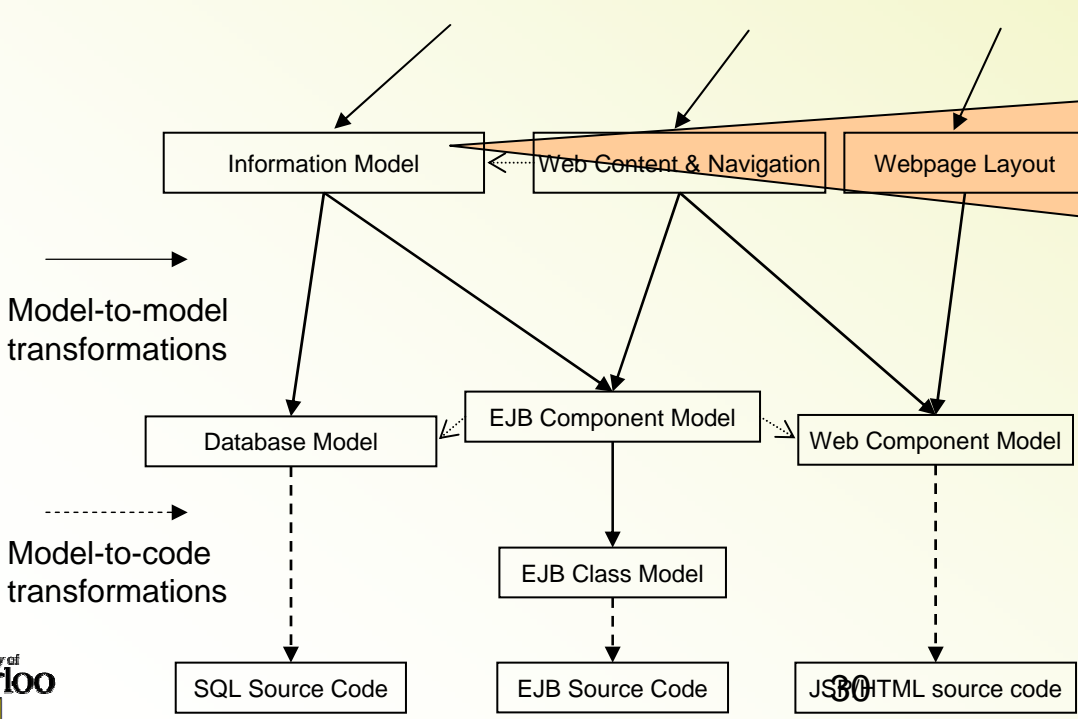 Information Model
Web Content & Navigation
Webpage Layout
Model-to-model
transformations
EJB Component Model
Database Model
Web Component Model
Model-to-code
transformations
EJB Class Model
SQL Source Code
EJB Source Code
JSP/HTML source code
30